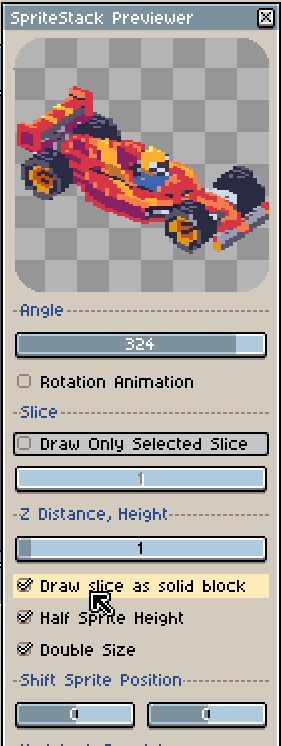 SpriteStack Previewer
Angle
324
Rotation Animation
Slice
Draw Only Selected Slice
1
Z Distance, Height
1
Draw slice as solid block
Half Sprite Height
Double Size
Shift Sprite Position
0 0